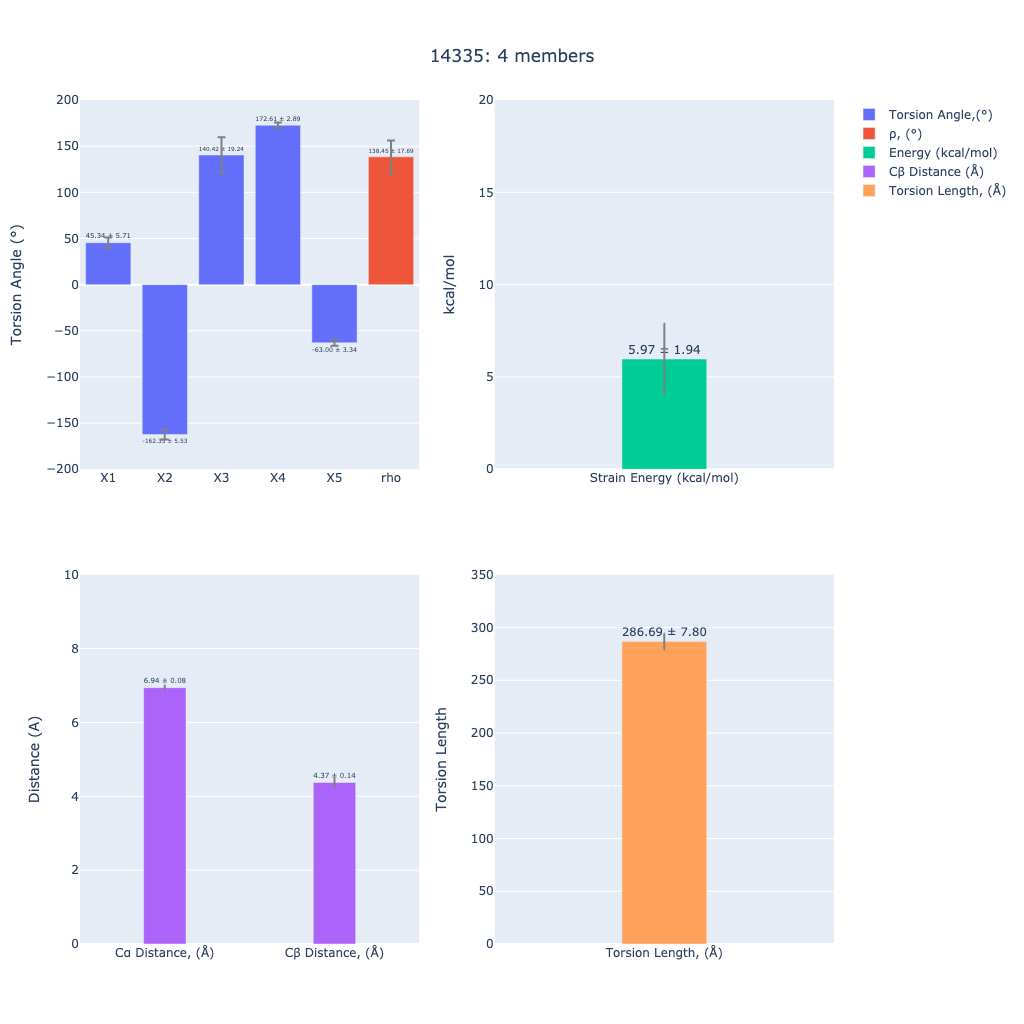 14335: 4 members
200
150
100
50
0
−50
−100
−150
−200
Torsion Angle (°)
45.34 ± 5.71
-162.35 ± 5.53
140.42 ± 19.24
172.61 ± 2.89
-63.00 ± 3.34
138.45 ± 17.69
X1 X2 X3 X4 X5 rho
20
15
10
5
0
kcal/mol
5.97 ± 1.94
Strain Energy (kcal/mol)
Torsion Angle,(°)
ρ, (°)
Energy (kcal/mol)
Cβ Distance (Å)
Torsion Length, (Å)
10
8
6
4
2
0
Distance (A)
6.94 ± 0.08
4.37 ± 0.14
Cα Distance, (Å) Cβ Distance, (Å)
350
300
250
200
150
100
50
0
Torsion Length
286.69 ± 7.80
Torsion Length, (Å)